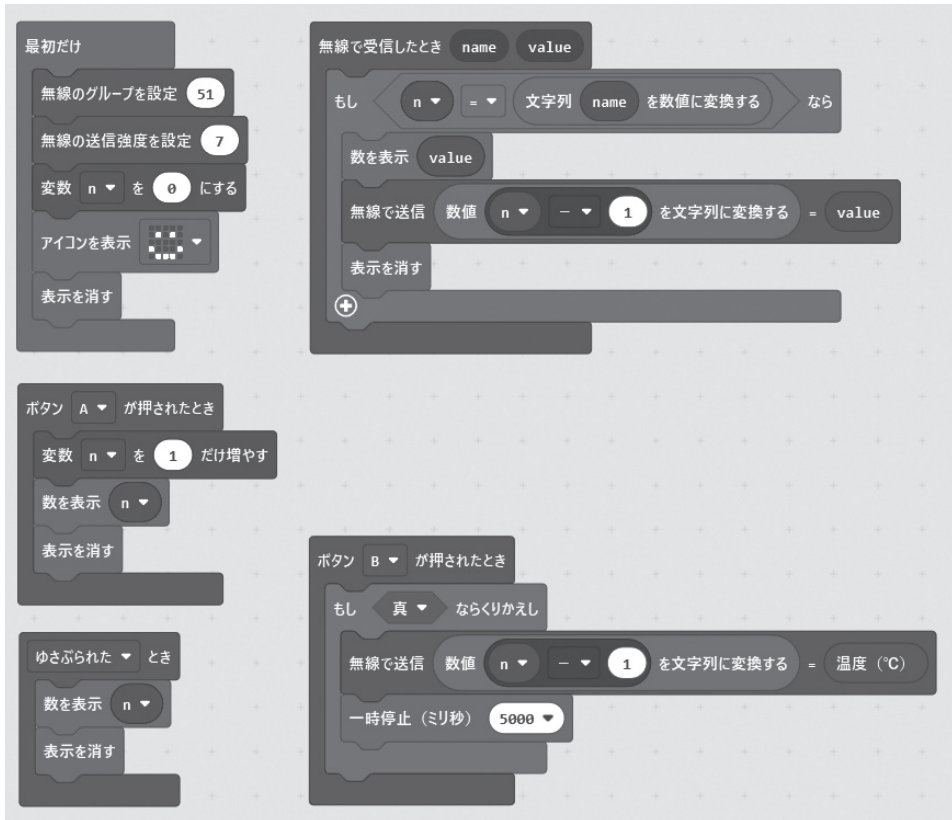 最初だけ
無線のグループを設定 51
無線の送信強度を設定 7
変数 n を 0 にする
アイコンを表示
表示を消す
無線で受信したとき name value
もし n = 文字列 name を数値に変換する なら
数を表示 value
無線で送信 数値 n - 1 を文字列に変換する = value
表示を消す
ボタン A が押されたとき
変数 n を 1 だけ増やす
数を表示 n
表示を消す
ゆさぶられた とき
数を表示 n
表示を消す
ボタン B が押されたとき
もし 真 ならくりかえし
無線で送信 数値 n - 1 を文字列に変換する = 温度 (℃)
一時停止 (ミリ秒) 5000